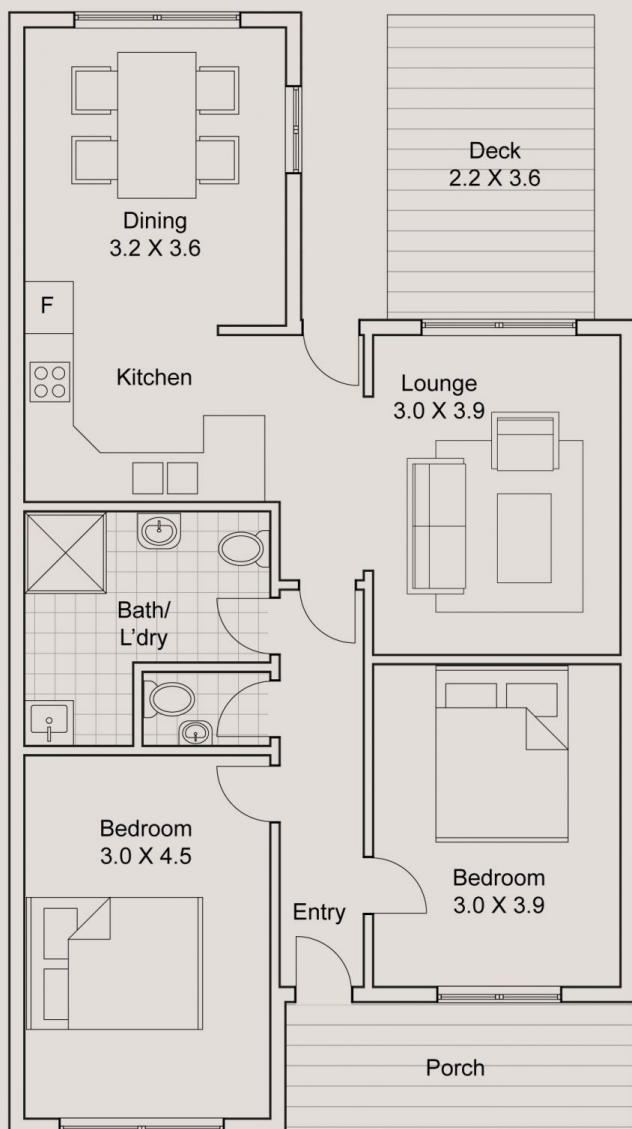 Deck
2.2 X 3.6
Dining
3.2 X 3.6
F
Kitchen
Lounge
3.0 X 3.9
Bath/
L'dry
Bedroom
3.0 X 4.5
Bedroom
3.0 X 3.9
Entry
Porch